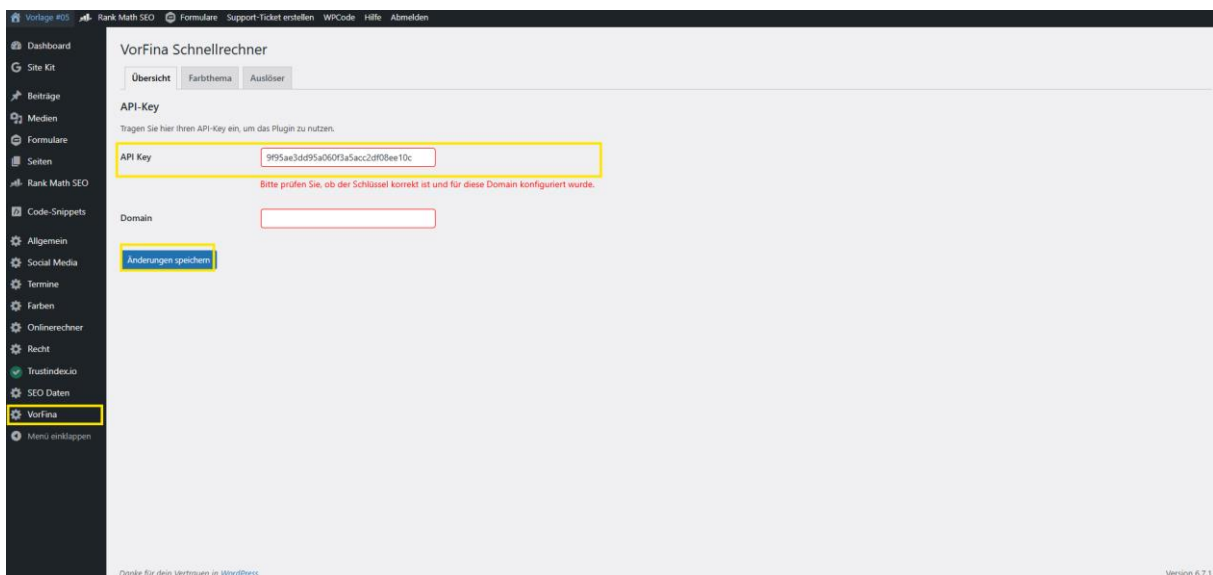 Vorlage #05 Rank Math SEO Formulare Support-Ticket erstellen WPCode Hilfe Abmelden
Dashboard
Site Kit
Beiträge
Medien
Formulare
Seiten
Rank Math SEO
Code-Snippets
Allgemein
Social Media
Termine
Farben
Onlinerechner
Recht
Trustindex.io
SEO Daten
VorFina
Menü einklappen
VorFina Schnellrechner
Übersicht Farbthema Auslöser
API-Key
Tragen Sie hier Ihren API-Key ein, um das Plugin zu nutzen.
API Key 9f95ae3dd95a060f3a5acc2df08ee10c
Bitte prüfen Sie, ob der Schlüssel korrekt ist und für diese Domain konfiguriert wurde.
Domain
Änderungen speichern
Danke für dein Vertrauen in WordPress.
Version 6.7.1